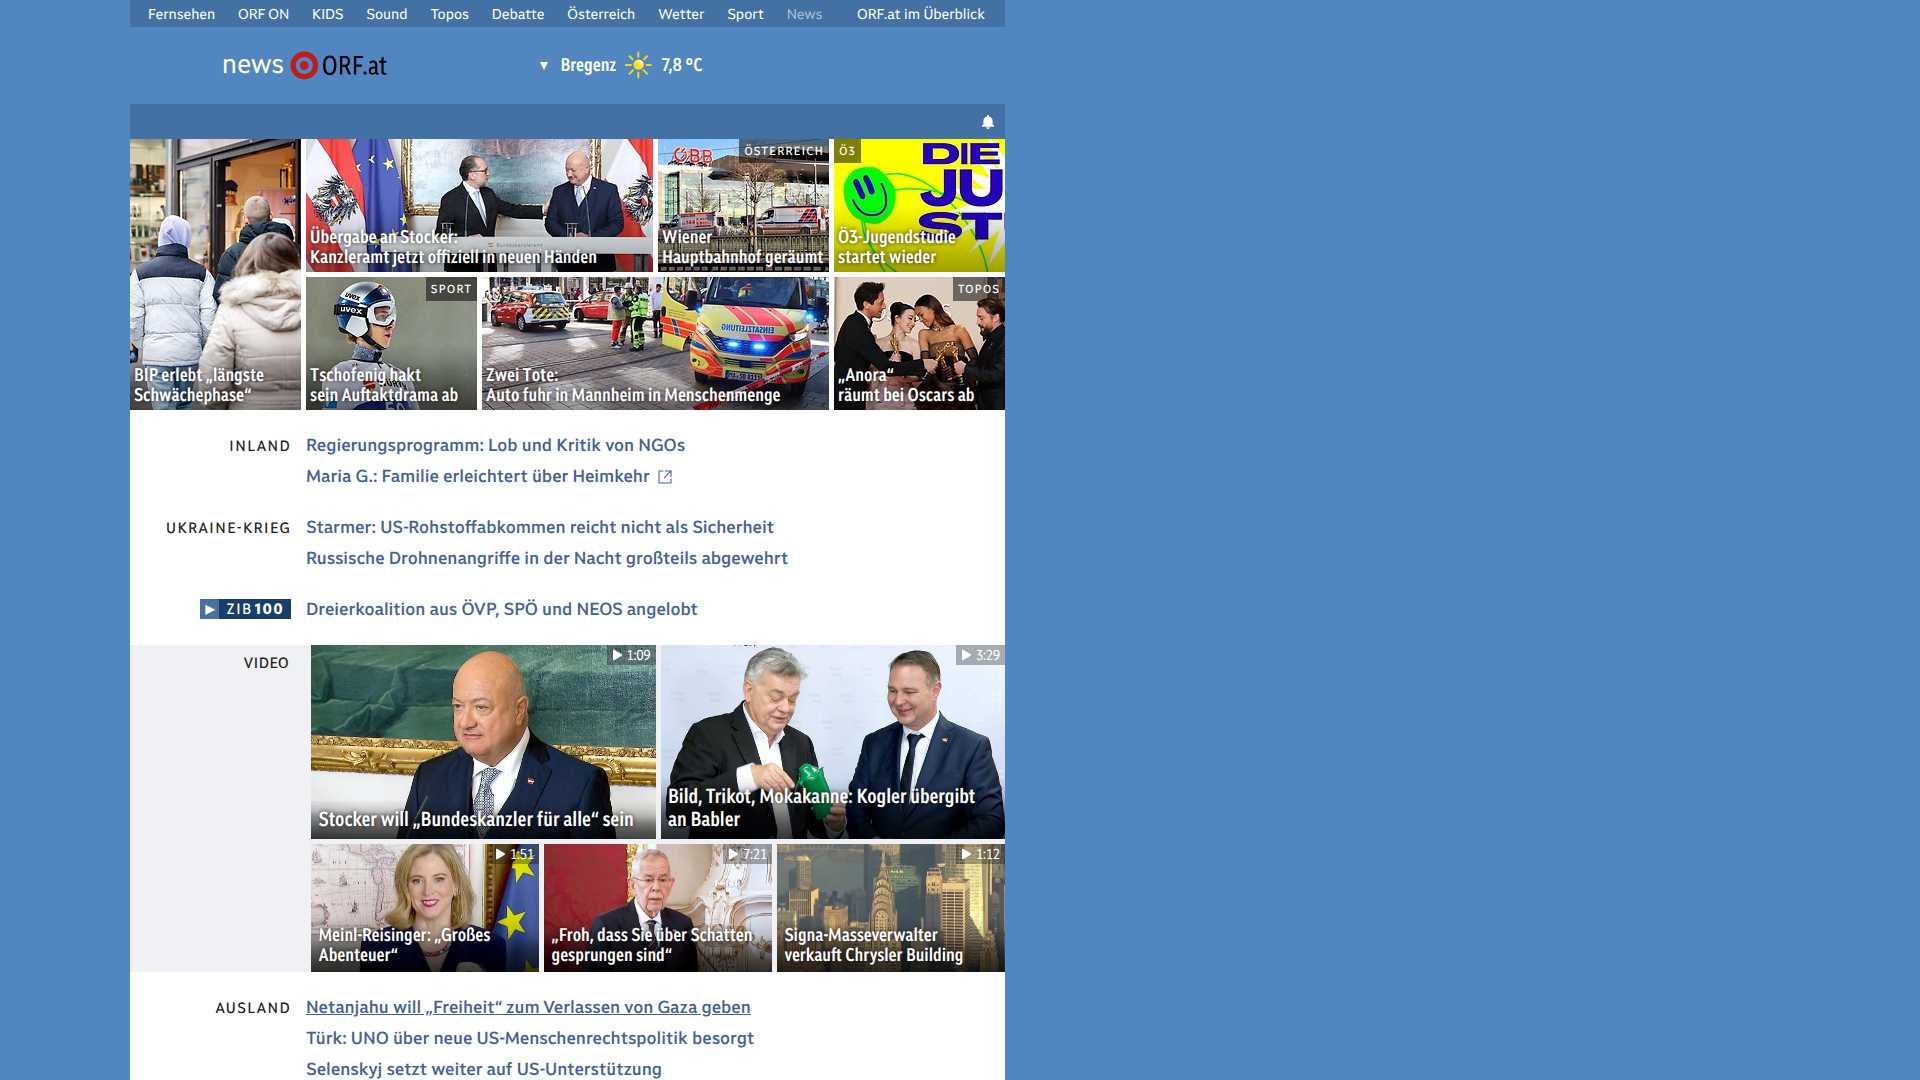 Fernsehen ORF ON KIDS Sound Topos Debatte Österreich Wetter Sport News ORF.at im Überblick
news ORF.at
Bregenz 7,8 °C
BIP erlebt „längste
Schwächephase“
Übergabe an Stocker:
Kanzleramt jetzt offiziell in neuen Händen
ÖBB
ÖSTERREICH
Wiener
Hauptbahnhof geräumt
Ö3
DIE
JU
ST
Ö3-Jugendstudie
startet wieder
SPORT
uvex
Tschofenig hakt
sein Auftaktdrama ab
EINSATZLEITUNG
Zwei Tote:
Auto fuhr in Mannheim in Menschenmenge
TOPOS
„Anora“
räumt bei Oscars ab
INLAND
Regierungsprogramm: Lob und Kritik von NGOs
Maria G.: Familie erleichtert über Heimkehr
UKRAINE-KRIEG
Starmer: US-Rohstoffabkommen reicht nicht als Sicherheit
Russische Drohnenangriffe in der Nacht großteils abgewehrt
ZIB100
Dreierkoalition aus ÖVP, SPÖ und NEOS angelobt
VIDEO
1:09
Stocker will „Bundeskanzler für alle“ sein
3:29
Bild, Trikot, Mokakanne: Kogler übergibt
an Babler
1:51
Meinl-Reisinger: „Großes
Abenteuer“
7:21
„Froh, dass Sie über Schatten
gesprungen sind“
1:12
Signa-Masseverwalter
verkauft Chrysler Building
AUSLAND
Netanjahu will „Freiheit“ zum Verlassen von Gaza geben
Türk: UNO über neue US-Menschenrechtspolitik besorgt
Selenskyj setzt weiter auf US-Unterstützung